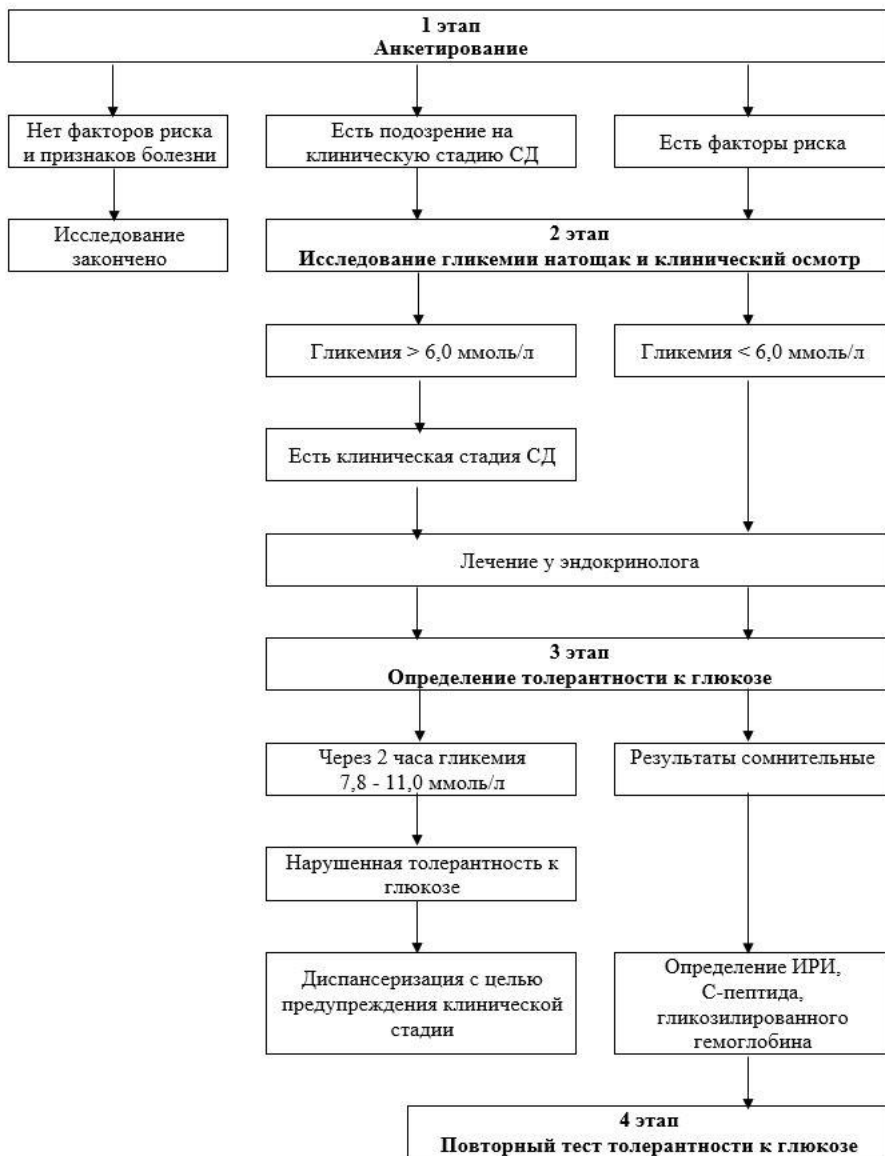 1 этап
Анкетирование
Нет факторов риска
и признаков болезни
Есть подозрение на
клиническую стадию СД
Есть факторы риска
Исследование
закончено
2 этап
Исследование гликемии натощак и клинический осмотр
Гликемия > 6,0 ммоль/л
Гликемия < 6,0 ммоль/л
Есть клиническая стадия СД
Лечение у эндокринолога
3 этап
Определение толерантности к глюкозе
Через 2 часа гликемия
7,8 - 11,0 ммоль/л
Результаты сомнительные
Нарушенная толерантность к
глюкозе
Диспансеризация с целью
предупреждения клинической
стадии
Определение ИРИ,
С-пептида,
гликозилированного
гемоглобина
4 этап
Повторный тест толерантности к глюкозе